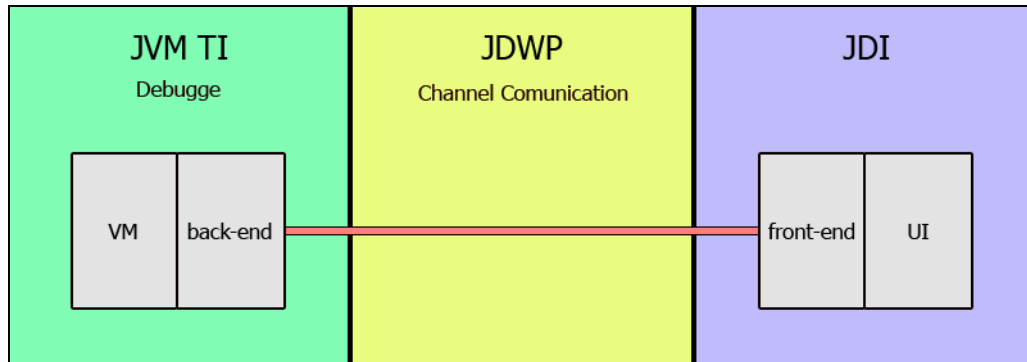 JVM TI
Debugge
JDWP
Channel Comunication
JDI
VM
back-end
front-end
UI